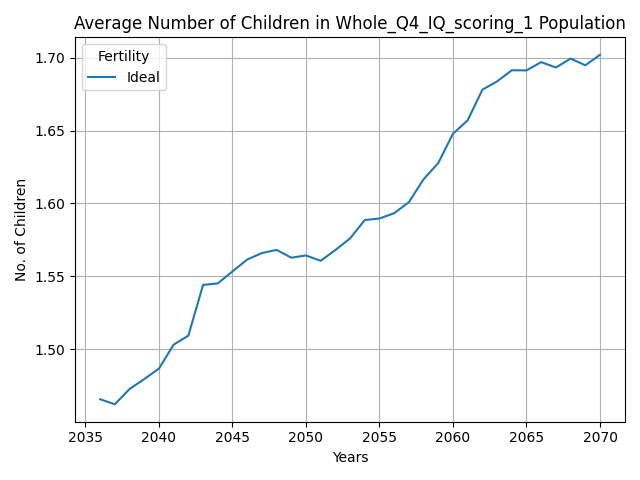 Average Number of Children in Whole_Q4_IQ_scoring_1 Population
Fertility
Ideal
No. of Children
1.70
1.65
1.60
1.55
1.50
2035 2040 2045 2050 2055 2060 2065 2070
Years